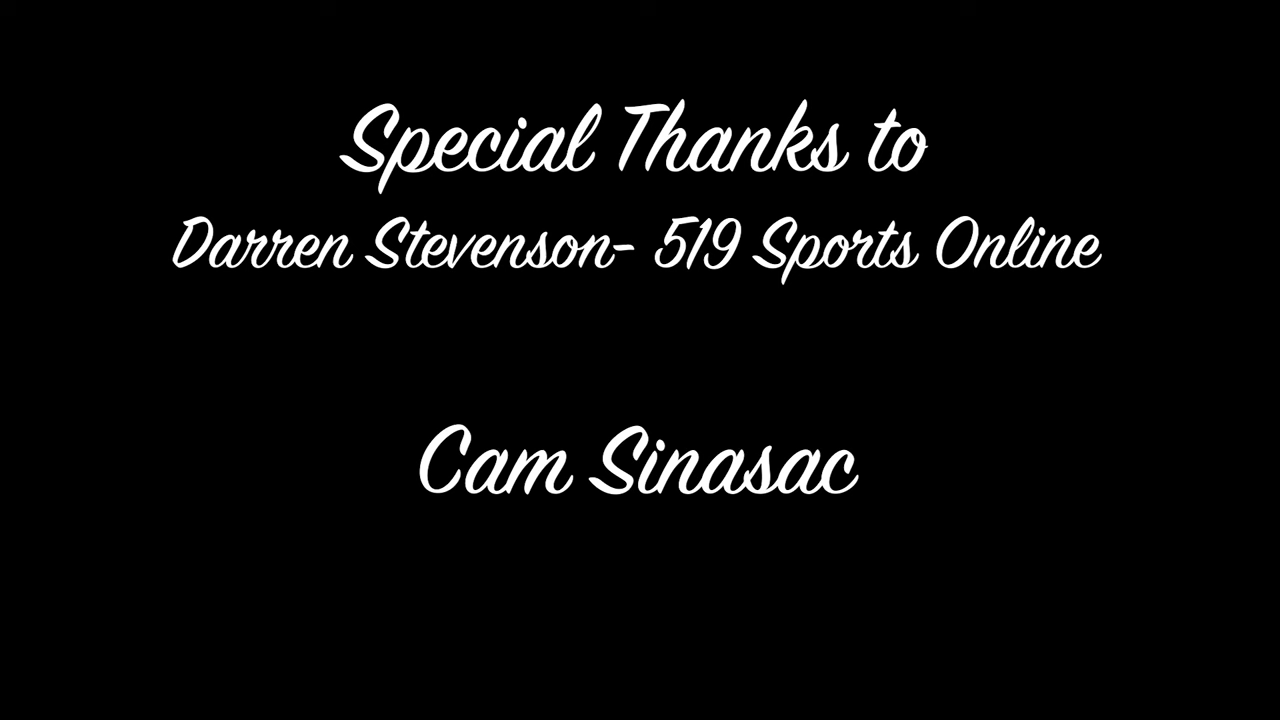 Special Thanks to
Darren Stevenson- 519 Sports Online
Cam Sinasac